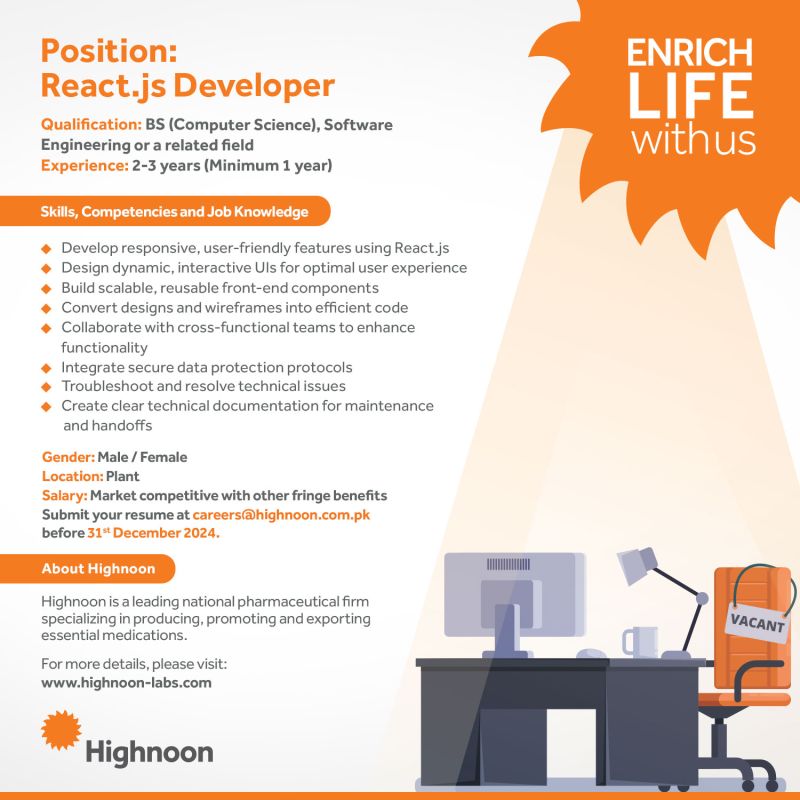 Position:
React.js Developer
Qualification: BS (Computer Science), Software
Engineering or a related field
Experience: 2-3 years (Minimum 1 year)
ENRICH
LIFE
with us
Skills, Competencies and Job Knowledge
Develop responsive, user-friendly features using React.js
Design dynamic, interactive UIs for optimal user experience
Build scalable, reusable front-end components
Convert designs and wireframes into efficient code
Collaborate with cross-functional teams to enhance
functionality
Integrate secure data protection protocols
Troubleshoot and resolve technical issues
Create clear technical documentation for maintenance
and handoffs
Gender: Male / Female
Location: Plant
Salary: Market competitive with other fringe benefits
Submit your resume at careers@highnoon.com.pk
before 31st December 2024.
About Highnoon
Highnoon is a leading national pharmaceutical firm
specializing in producing, promoting and exporting
essential medications.
For more details, please visit:
www.highnoon-labs.com
Highnoon
VACANT